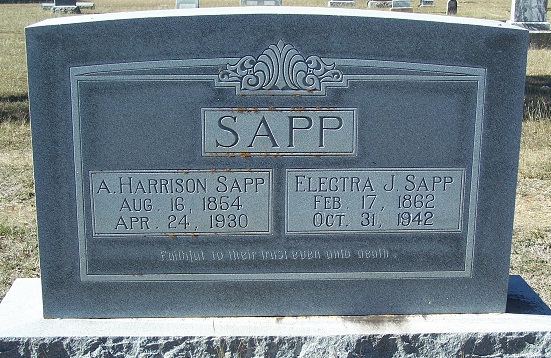 SAPP
A. HARRISON SAPP
AUG. 16, 1854
APR. 24, 1930
ELECTRA J. SAPP
FEB. 17, 1862
OCT. 31, 1942
Faithful to their trust even unto death.